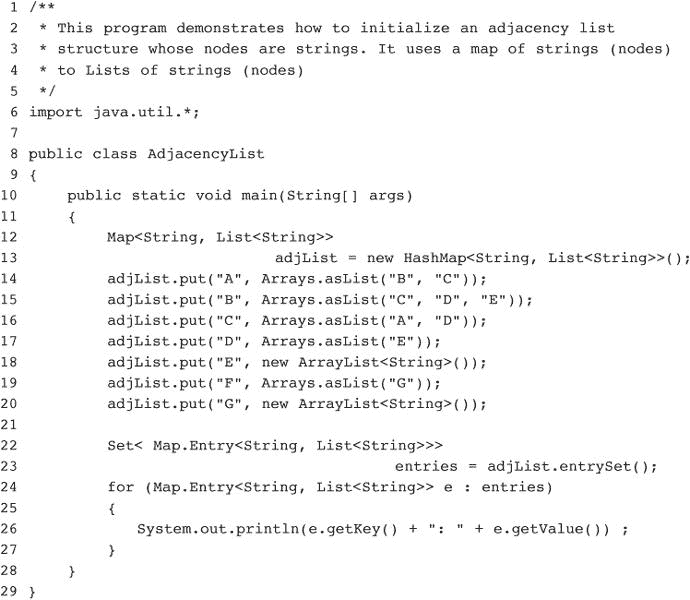 1 /**
2  * This program demonstrates how to initialize an adjacency list
3  * structure whose nodes are strings. It uses a map of strings (nodes)
4  * to Lists of strings (nodes)
5  */
6 import java.util.*;
7
8 public class AdjacencyList
9 {
10     public static void main(String[] args)
11     {
12         Map<String, List<String>>
13                          adjList = new HashMap<String, List<String>>();
14         adjList.put("A", Arrays.asList("B", "C"));
15         adjList.put("B", Arrays.asList("C", "D", "E"));
16         adjList.put("C", Arrays.asList("A", "D"));
17         adjList.put("D", Arrays.asList("E"));
18         adjList.put("E", new ArrayList<String>());
19         adjList.put("F", Arrays.asList("G"));
20         adjList.put("G", new ArrayList<String>());
21
22         Set< Map.Entry<String, List<String>>>
23                                      entries = adjList.entrySet();
24         for (Map.Entry<String, List<String>> e : entries)
25         {
26            System.out.println(e.getKey() + ": " + e.getValue()) ;
27         }
28     }
29 }